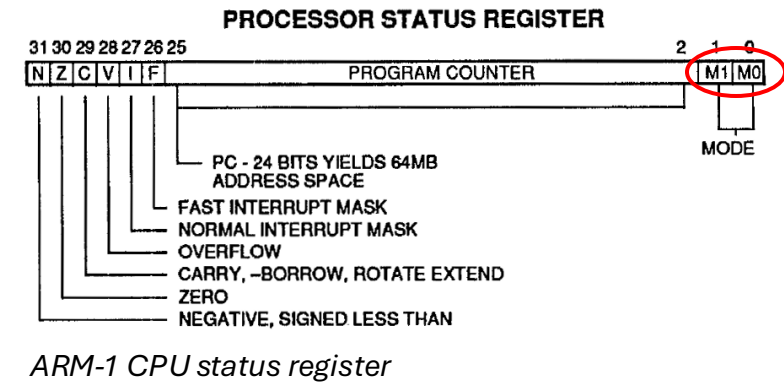 PROCESSOR STATUS REGISTER
31 30 29 28 27 26 25 2 1 0
N Z C V I F PROGRAM COUNTER M1 M0
MODE
PC - 24 BITS YIELDS 64MB
ADDRESS SPACE
FAST INTERRUPT MASK
NORMAL INTERRUPT MASK
OVERFLOW
CARRY, –BORROW, ROTATE EXTEND
ZERO
NEGATIVE, SIGNED LESS THAN
ARM-1 CPU status register